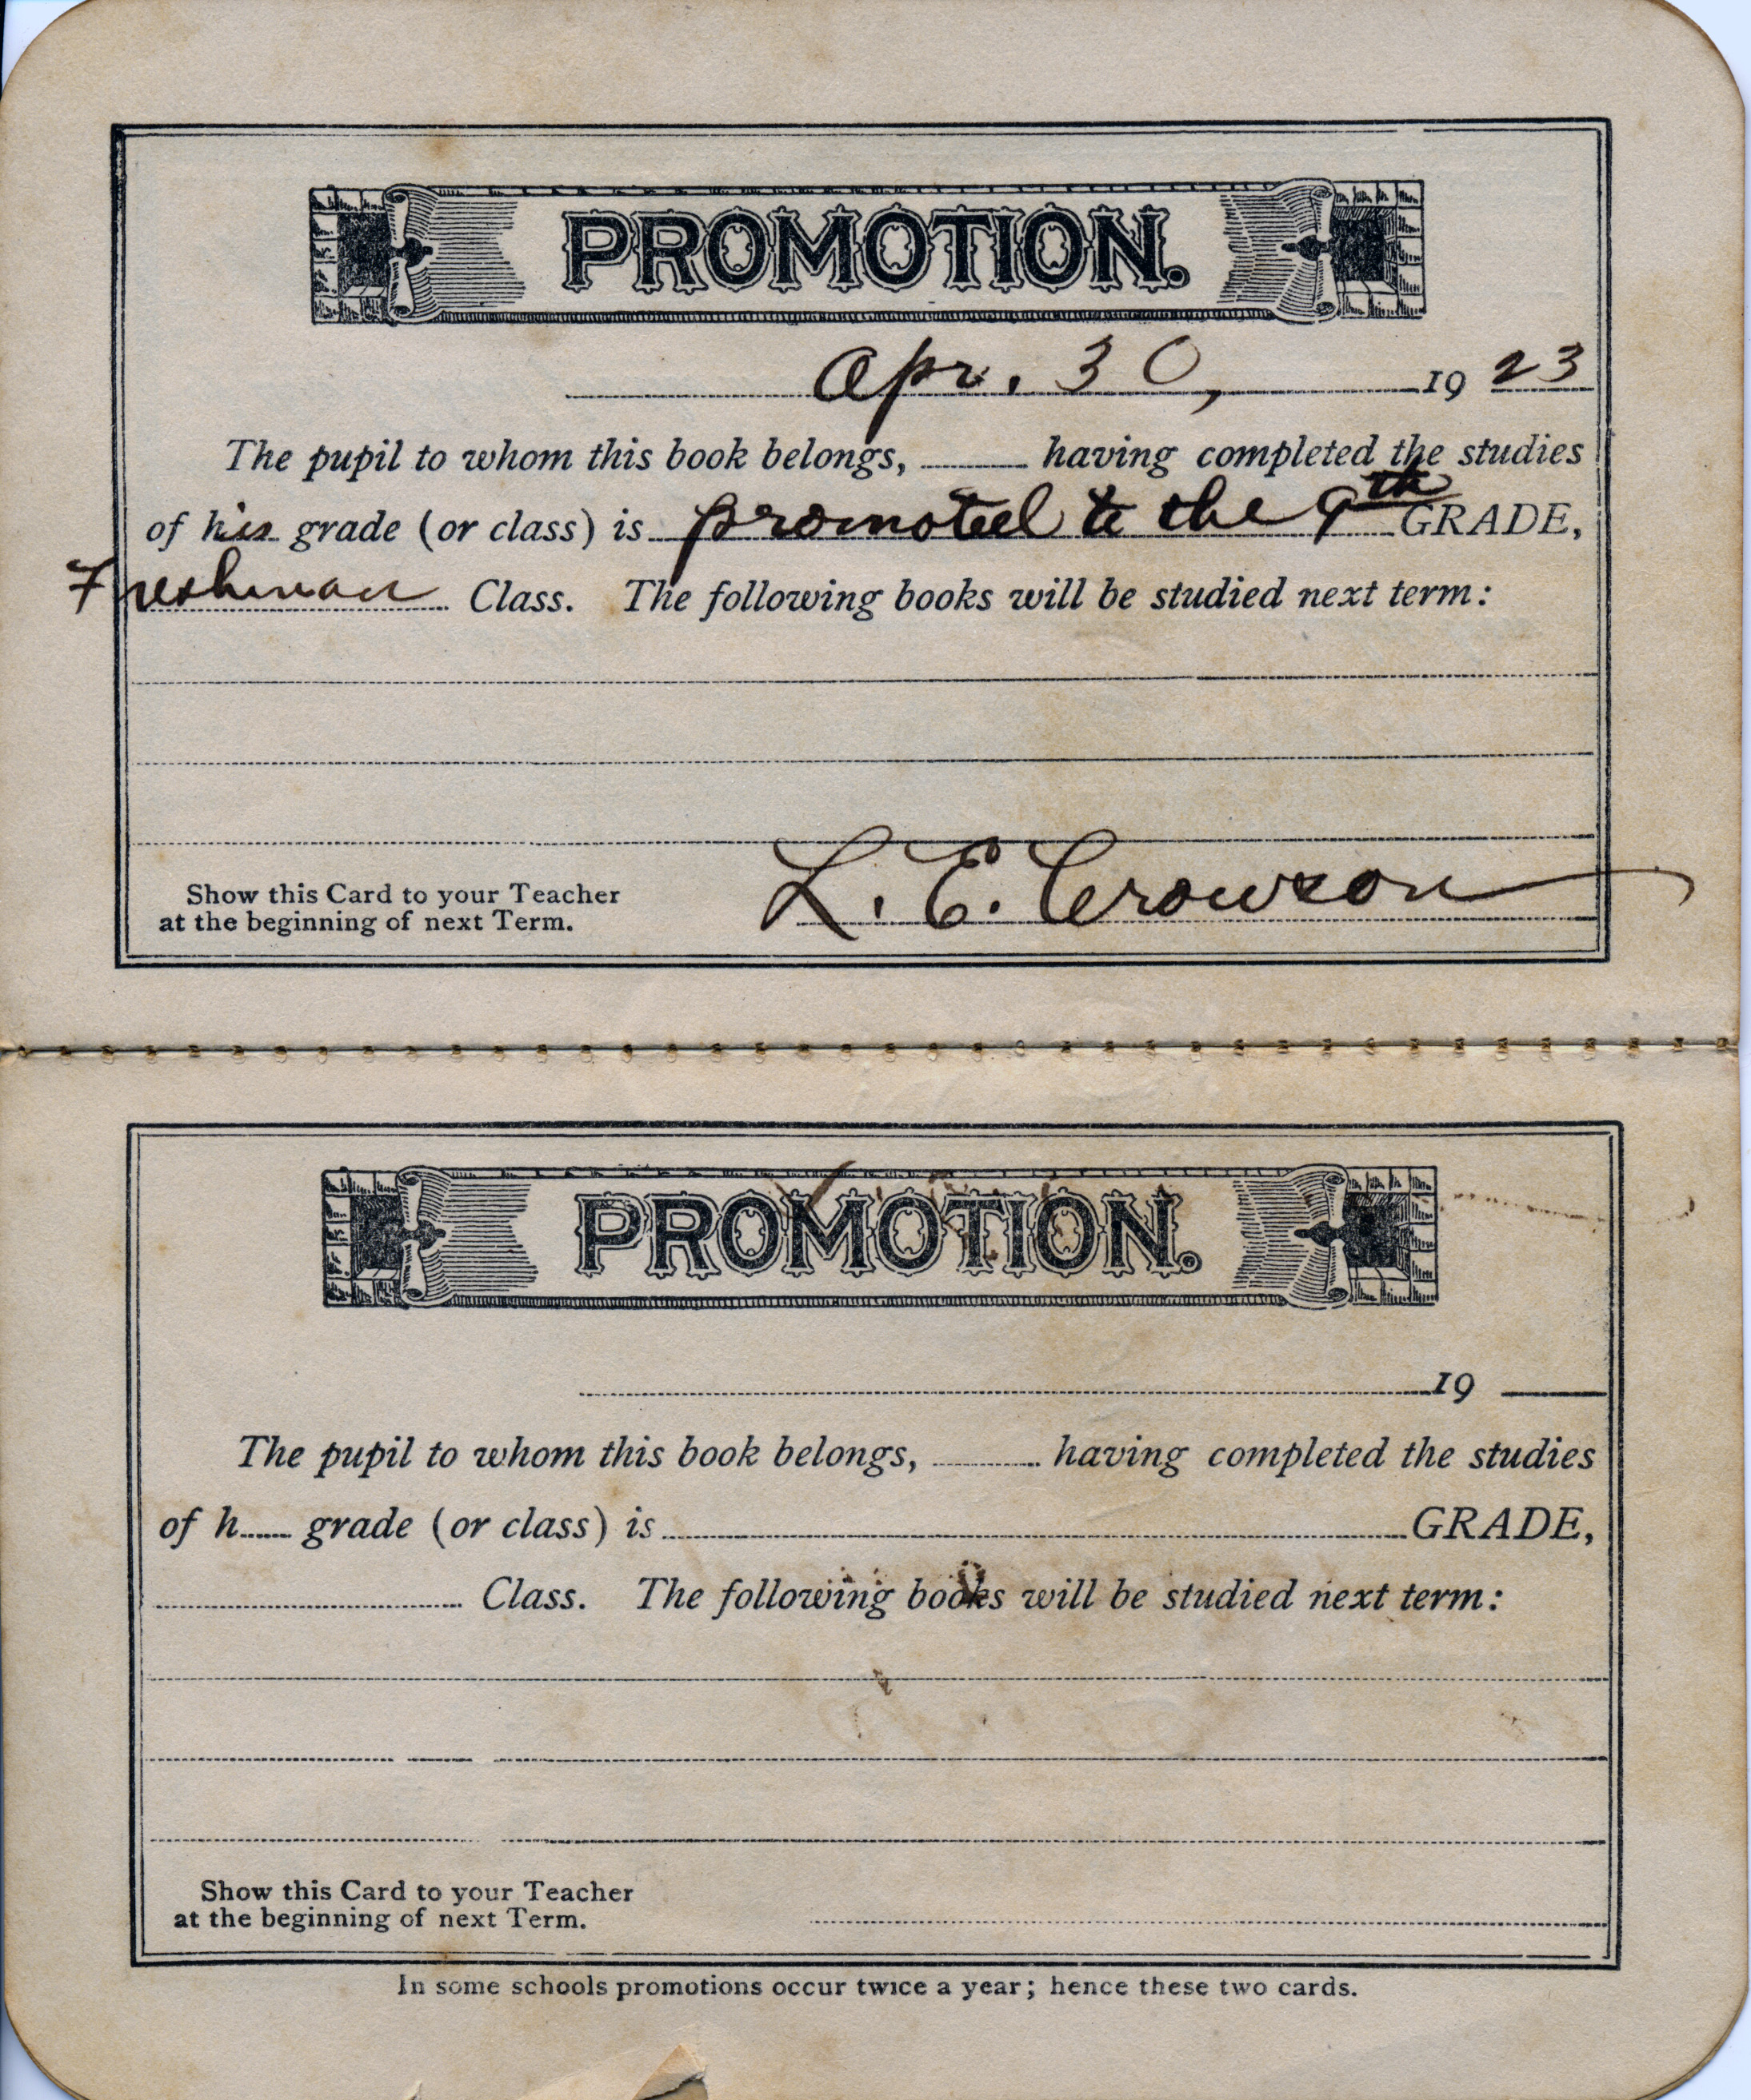 PROMOTION.
Apr. 30, 1923
The pupil to whom this book belongs, having completed the studies
of his grade (or class) is promoted to the 9th GRADE,
Freshman Class. The following books will be studied next term:
Show this Card to your Teacher
at the beginning of next Term.
L. E. Crowson
PROMOTION.
19
The pupil to whom this book belongs, having completed the studies
of h grade (or class) is GRADE,
Class. The following books will be studied next term:
Show this Card to your Teacher
at the beginning of next Term.
In some schools promotions occur twice a year; hence these two cards.